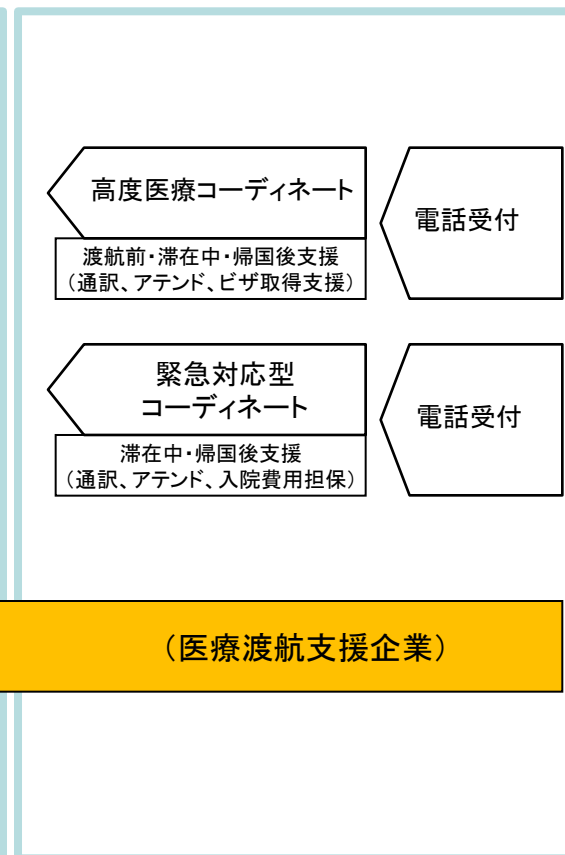 高度医療コーディネート
電話受付
渡航前・滞在中・帰国後支援
（通訳、アテンド、ビザ取得支援）
緊急対応型
コーディネート
電話受付
滞在中・帰国後支援
（通訳、アテンド、入院費用担保）
（医療渡航支援企業）